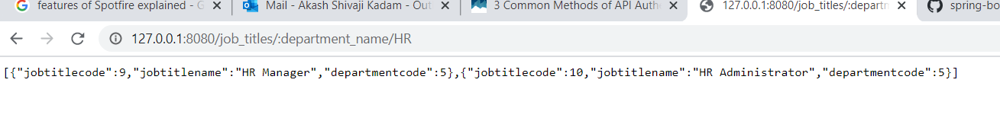 features of Spotfire explained - G
Mail - Akash Shivaji Kadam - Out
3 Common Methods of API Authe
127.0.0.1:8080/job_titles/:departm
spring-bo
127.0.0.1:8080/job_titles/:department_name/HR
[{"jobtitlecode":9,"jobtitlename":"HR Manager","departmentcode":5},{"jobtitlecode":10,"jobtitlename":"HR Administrator","departmentcode":5}]